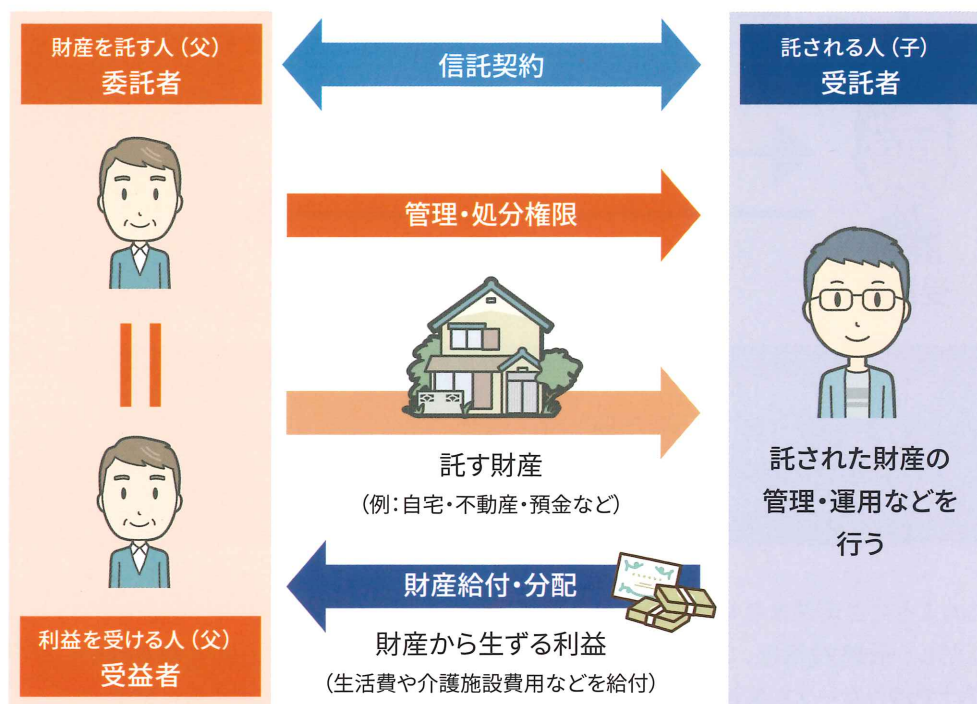 財産を託す人（父）
委託者
信託契約
託される人（子）
受託者
管理・処分権限
託す財産
（例：自宅・不動産・預金など）
託された財産の
管理・運用などを
行う
財産給付・分配
財産から生ずる利益
（生活費や介護施設費用などを給付）
利益を受ける人（父）
受益者